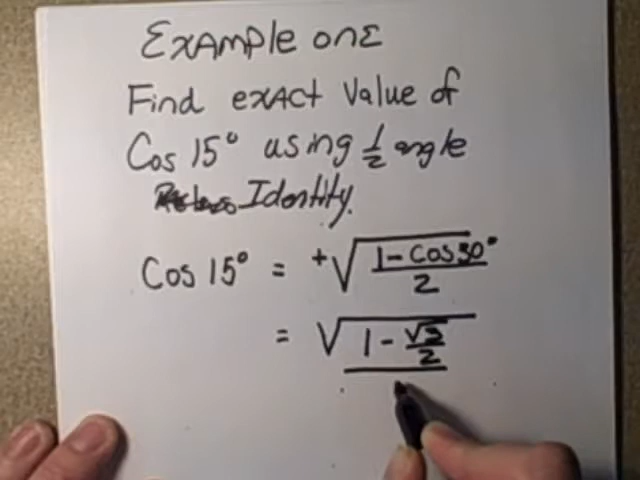 Example one
Find exact value of
Cos 15° using 1/2 angle
Identity.
Cos 15° = +√((1 - cos 30°)/2)
= √(1 - √3/2)